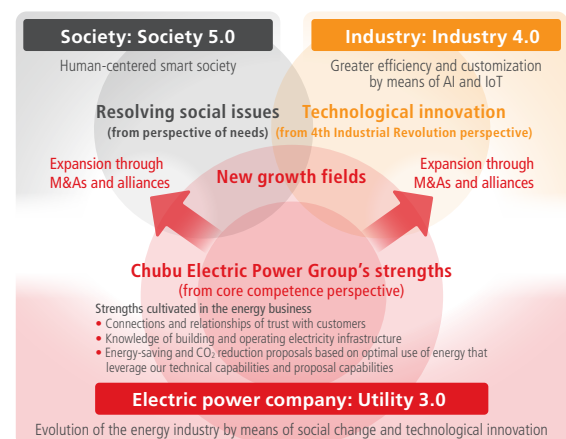 Society: Society 5.0
Human-centered smart society
Industry: Industry 4.0
Greater efficiency and customization
by means of AI and IoT
Resolving social issues
(from perspective of needs)
Technological innovation
(from 4th Industrial Revolution perspective)
Expansion through
M&As and alliances
New growth fields
Expansion through
M&As and alliances
Chubu Electric Power Group's strengths
(from core competence perspective)
Strengths cultivated in the energy business
• Connections and relationships of trust with customers
• Knowledge of building and operating electricity infrastructure
• Energy-saving and CO₂ reduction proposals based on optimal use of energy that
leverage our technical capabilities and proposal capabilities
Electric power company: Utility 3.0
Evolution of the energy industry by means of social change and technological innovation